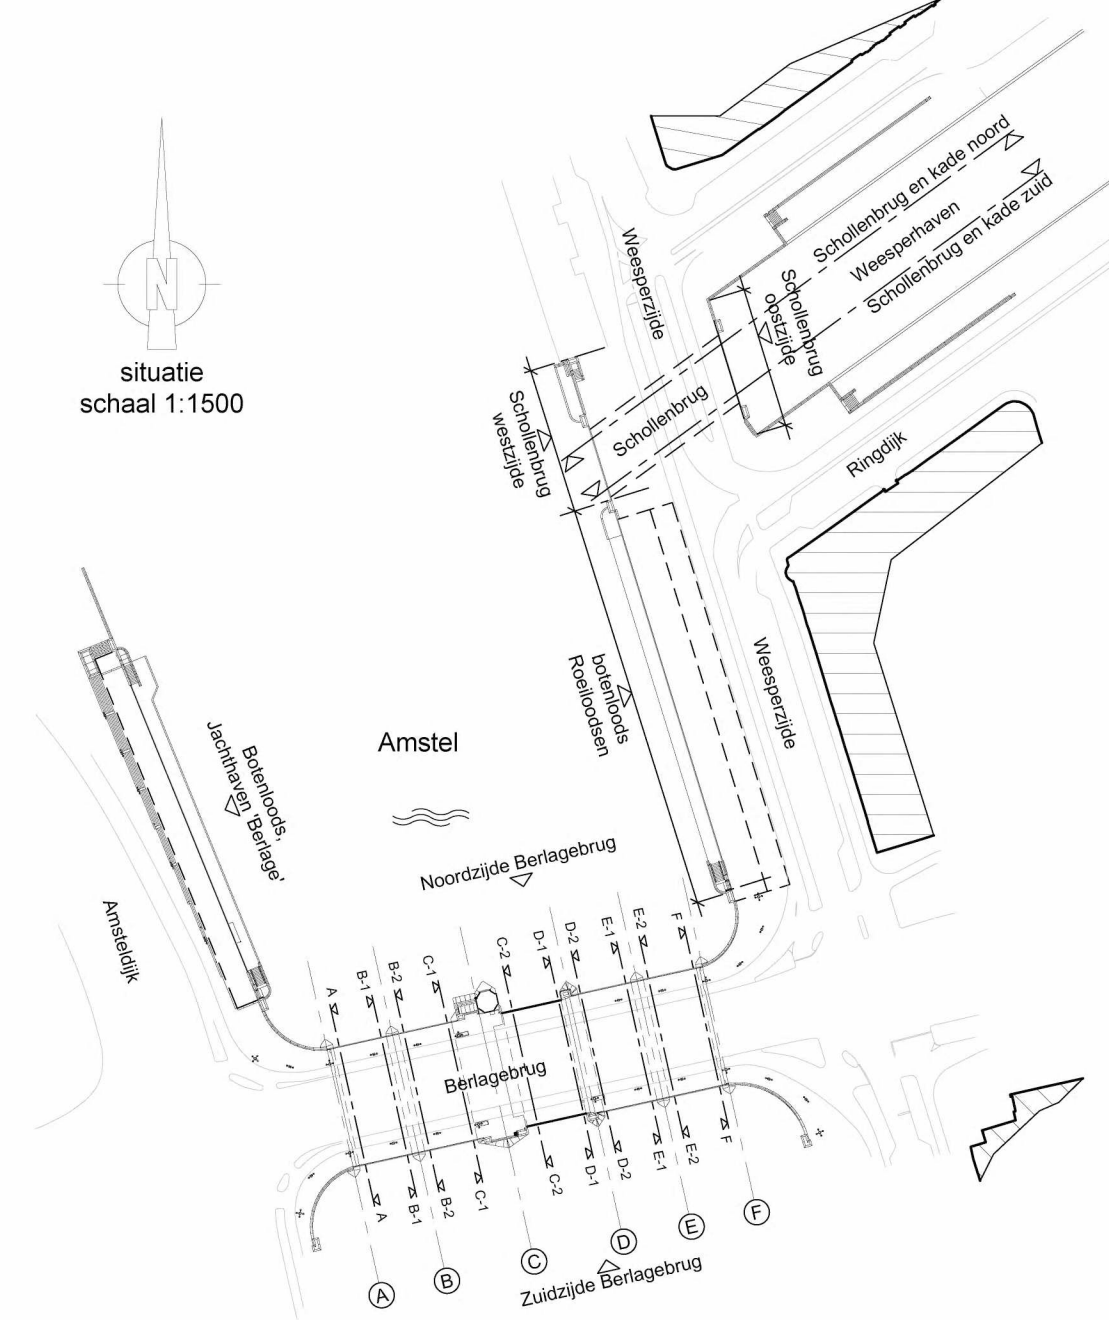 N
situatie
schaal 1:1500
Schollenbrug en kade noord
Weesperhaven
Schollenbrug en kade zuid
Weesperzijde
Schollenbrug
oostzijde
Schollenbrug
Schollenbrug
westzijde
Ringdijk
botenloods
Roeiloodsen
Weesperzijde
Amstel
Botenloods,
Jachthaven 'Berlage'
Amsteldijk
Noordzijde Berlagebrug
A
B-1
B-2
C-1
C-2
D-1
D-2
E-1
E-2
F
Berlagebrug
A
B-1
B-2
C-1
C-2
D-1
D-2
E-1
E-2
F
A
B
C
D
E
F
Zuidzijde Berlagebrug